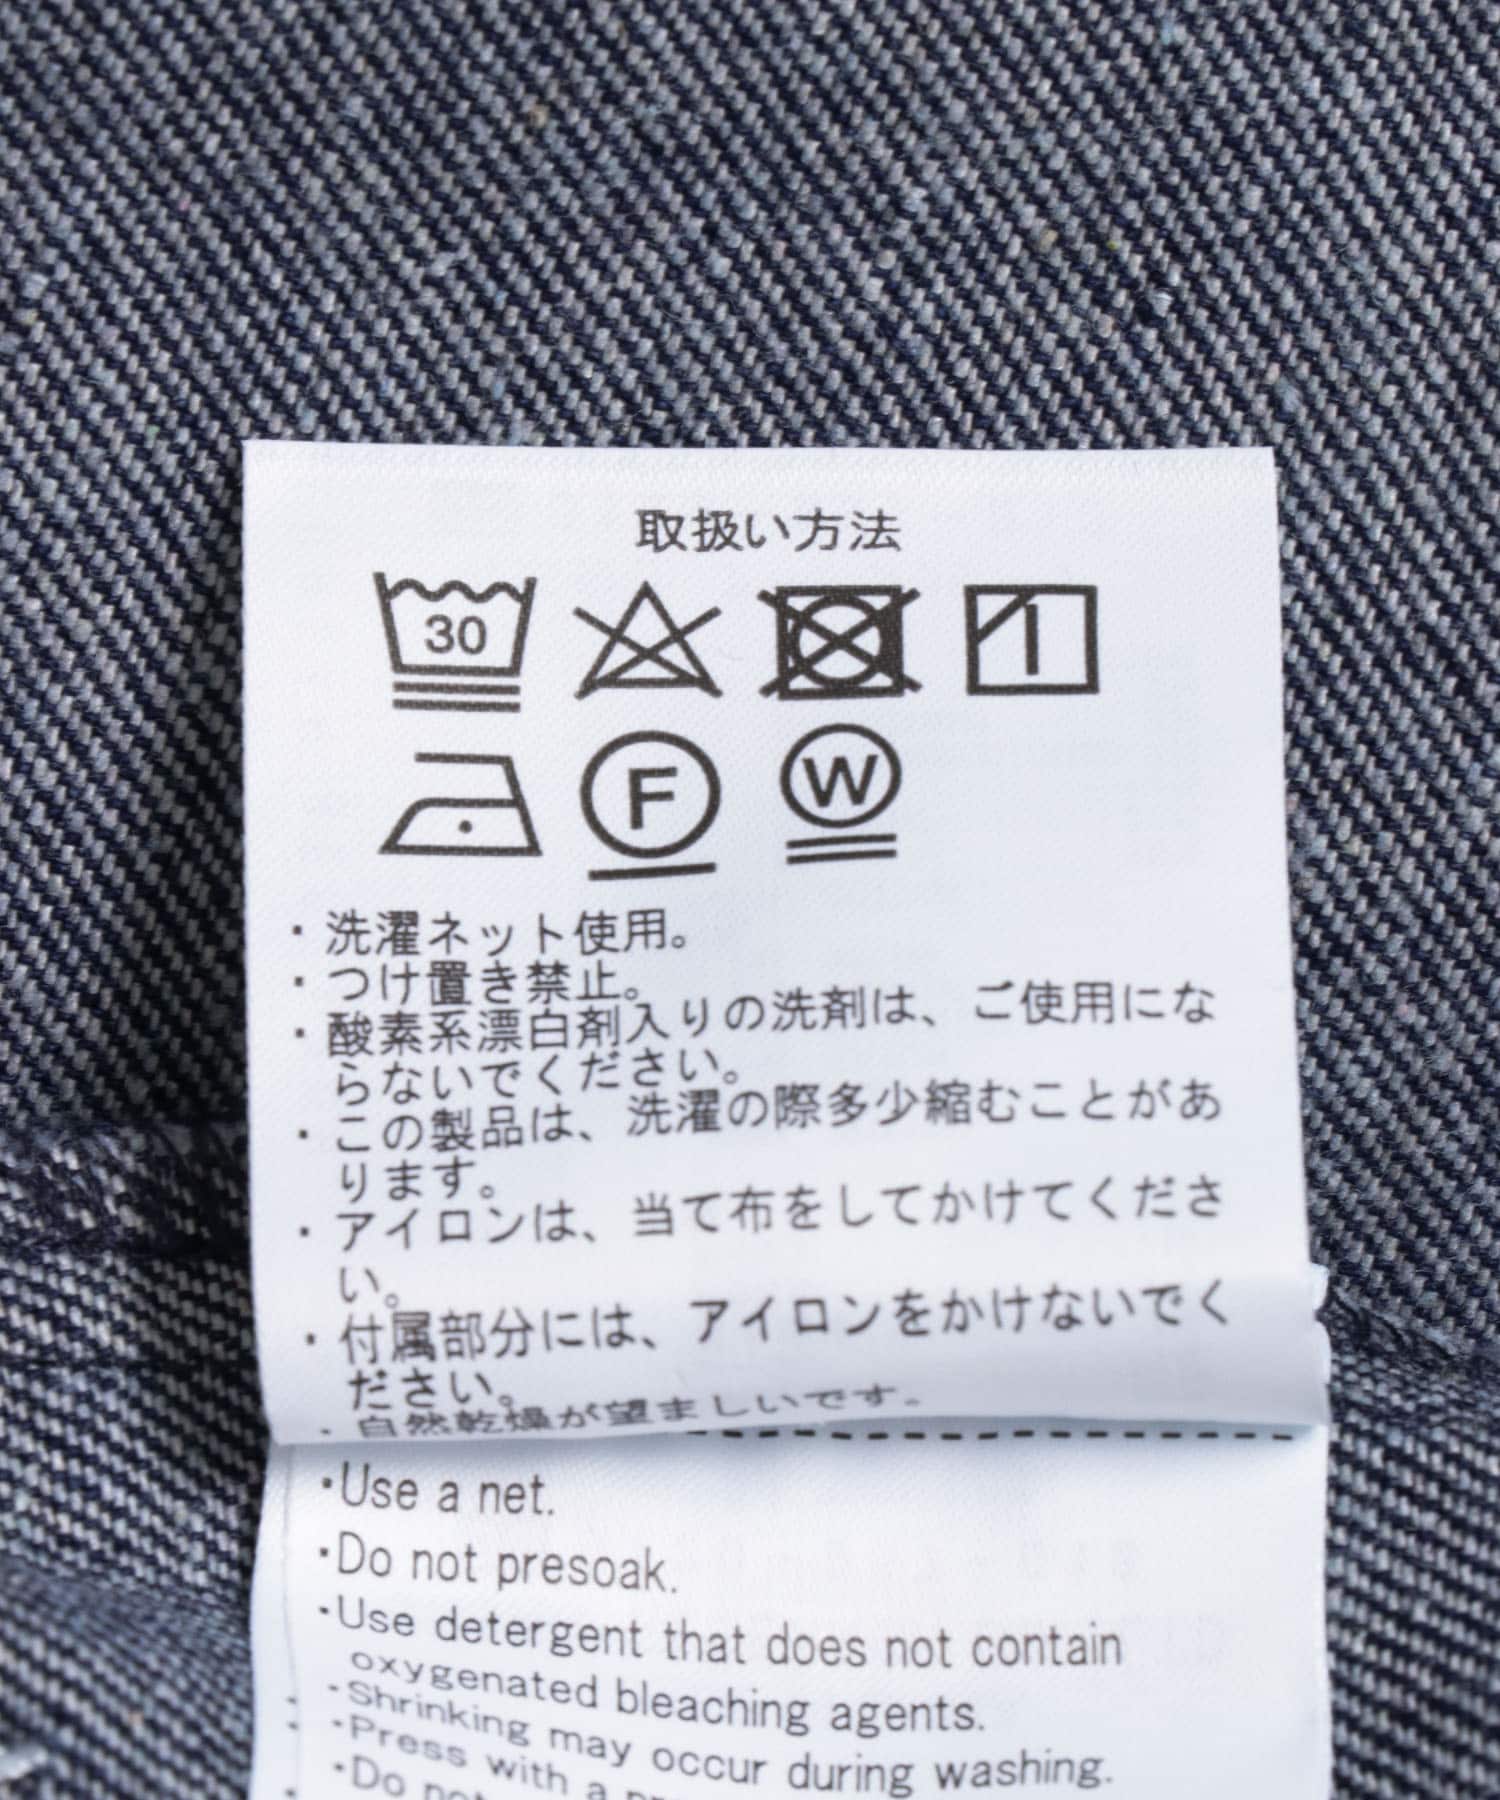 取扱い方法
30
F
W
・洗濯ネット使用。
・つけ置き禁止。
・酸素系漂白剤入りの洗剤は、ご使用にな
らないでください。
・この製品は、洗濯の際多少縮むことがあ
ります。
・アイロンは、当て布をしてかけてくださ
い。
・付属部分には、アイロンをかけないでく
ださい。
・自然乾燥が望ましいです。
・Use a net.
・Do not presoak.
・Use detergent that does not contain
oxygenated bleaching agents.
・Shrinking may occur during washing.
・Press with a
・Do not